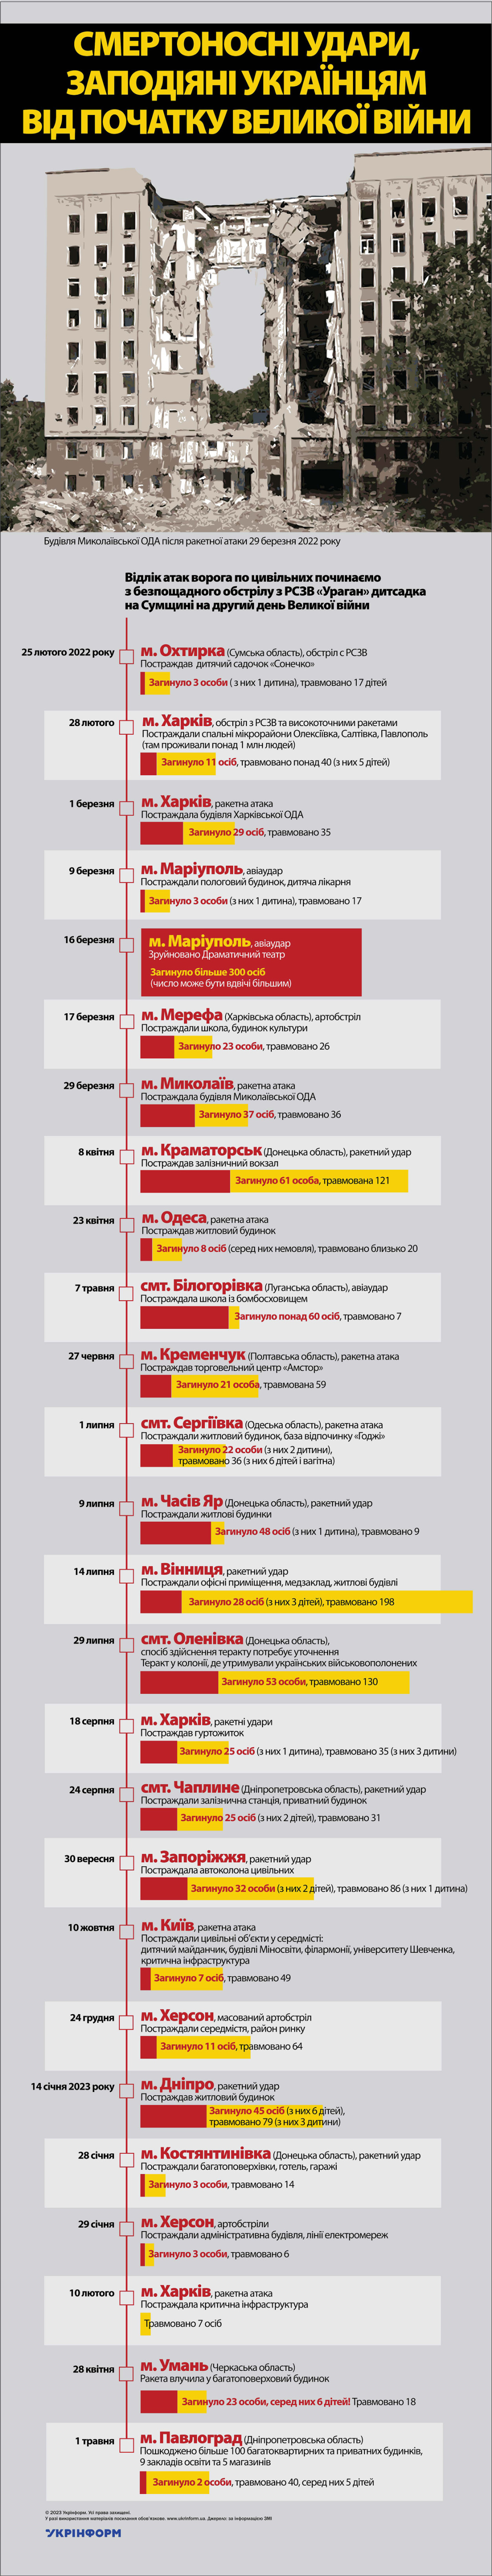 СМЕРТОНОСНІ УДАРИ,
ЗАПОДІЯНІ УКРАЇНЦЯМ
ВІД ПОЧАТКУ ВЕЛИКОЇ ВІЙНИ
Будівля Миколаївської ОДА після ракетної атаки 29 березня 2022 року
Відлік атак ворога по цивільних починаємо
з безпощадного обстрілу з РСЗВ «Ураган» дитсадка
на Сумщині на другий день Великої війни
25 лютого 2022 року
м. Охтирка (Сумська область), обстріл с РСЗВ
Постраждав дитячий садочок «Сонечко»
Загинуло 3 особи ( з них 1 дитина), травмовано 17 дітей
28 лютого
м. Харків, обстріл з РСЗВ та високоточними ракетами
Постраждали спальні мікрорайони Олексіївка, Салтівка, Павлополь
(там проживали понад 1 млн людей)
Загинуло 11 осіб, травмовано понад 40 (з них 5 дітей)
1 березня
м. Харків, ракетна атака
Постраждала будівля Харківської ОДА
Загинуло 29 осіб, травмовано 35
9 березня
м. Маріуполь, авіаудар
Постраждали пологовий будинок, дитяча лікарня
Загинуло 3 особи (з них 1 дитина), травмовано 17
16 березня
м. Маріуполь, авіаудар
Зруйновано Драматичний театр
Загинуло більше 300 осіб
(число може бути вдвічі більшим)
17 березня
м. Мерефа (Харківська область), артобстріл
Постраждали школа, будинок культури
Загинуло 23 особи, травмовано 26
29 березня
м. Миколаїв, ракетна атака
Постраждала будівля Миколаївської ОДА
Загинуло 37 осіб, травмовано 36
8 квітня
м. Краматорськ (Донецька область), ракетний удар
Постраждав залізничний вокзал
Загинуло 61 особа, травмована 121
23 квітня
м. Одеса, ракетна атака
Постраждав житловий будинок
Загинуло 8 осіб (серед них немовля), травмовано близько 20
7 травня
смт. Білогорівка (Луганська область), авіаудар
Постраждала школа із бомбосховищем
Загинуло понад 60 осіб, травмовано 7
27 червня
м. Кременчук (Полтавська область), ракетна атака
Постраждав торговельний центр «Амстор»
Загинуло 21 особа, травмована 59
1 липня
смт. Сергіївка (Одеська область), ракетна атака
Постраждали житловий будинок, база відпочинку «Годжі»
Загинуло 22 особи (з них 2 дитини),
травмовано 36 (з них 6 дітей і вагітна)
9 липня
м. Часів Яр (Донецька область), ракетний удар
Постраждали житлові будинки
Загинуло 48 осіб (з них 1 дитина), травмовано 9
14 липня
м. Вінниця, ракетний удар
Постраждали офісні приміщення, медзаклад, житлові будівлі
Загинуло 28 осіб (з них 3 дітей), травмовано 198
29 липня
смт. Оленівка (Донецька область),
спосіб здійснення теракту потребує уточнення
Теракт у колонії, де утримували українських військовополонених
Загинуло 53 особи, травмовано 130
18 серпня
м. Харків, ракетні удари
Постраждав гуртожиток
Загинуло 25 осіб (з них 1 дитина), травмовано 35 (з них 3 дитини)
24 серпня
смт. Чаплине (Дніпропетровська область), ракетний удар
Постраждали залізнична станція, приватний будинок
Загинуло 25 осіб (з них 2 дітей), травмовано 31
30 вересня
м. Запоріжжя, ракетний удар
Постраждала автоколона цивільних
Загинуло 32 особи (з них 2 дітей), травмовано 86 (з них 1 дитина)
10 жовтня
м. Київ, ракетна атака
Постраждали цивільні об’єкти у середмісті:
дитячий майданчик, будівлі Міносвіти, філармонії, університету Шевченка,
критична інфраструктура
Загинуло 7 осіб, травмовано 49
24 грудня
м. Херсон, масований артобстріл
Постраждали середмістя, район ринку
Загинуло 11 осіб, травмовано 64
14 січня 2023 року
м. Дніпро, ракетний удар
Постраждав житловий будинок
Загинуло 45 осіб (з них 6 дітей),
травмовано 79 (з них 3 дитини)
28 січня
м. Костянтинівка (Донецька область), ракетний удар
Постраждали багатоповерхівки, готель, гаражі
Загинуло 3 особи, травмовано 14
29 січня
м. Херсон, артобстріли
Постраждали адміністративна будівля, лінії електромереж
Загинуло 3 особи, травмовано 6
10 лютого
м. Харків, ракетна атака
Постраждала критична інфраструктура
Травмовано 7 осіб
28 квітня
м. Умань (Черкаська область)
Ракета влучила у багатоповерховий будинок
Загинуло 23 особи, серед них 6 дітей! Травмовано 18
1 травня
м. Павлоград (Дніпропетровська область)
Пошкоджено більше 100 багатоквартирних та приватних будинків,
9 закладів освіти та 5 магазинів
Загинуло 2 особи, травмовано 40, серед них 5 дітей
© 2023 Укрінформ. Усі права захищені.
У разі використання матеріалів посилання обов’язкове. www.ukrinform.ua. Джерело: за інформацією ЗМІ
УКРІНФОРМ